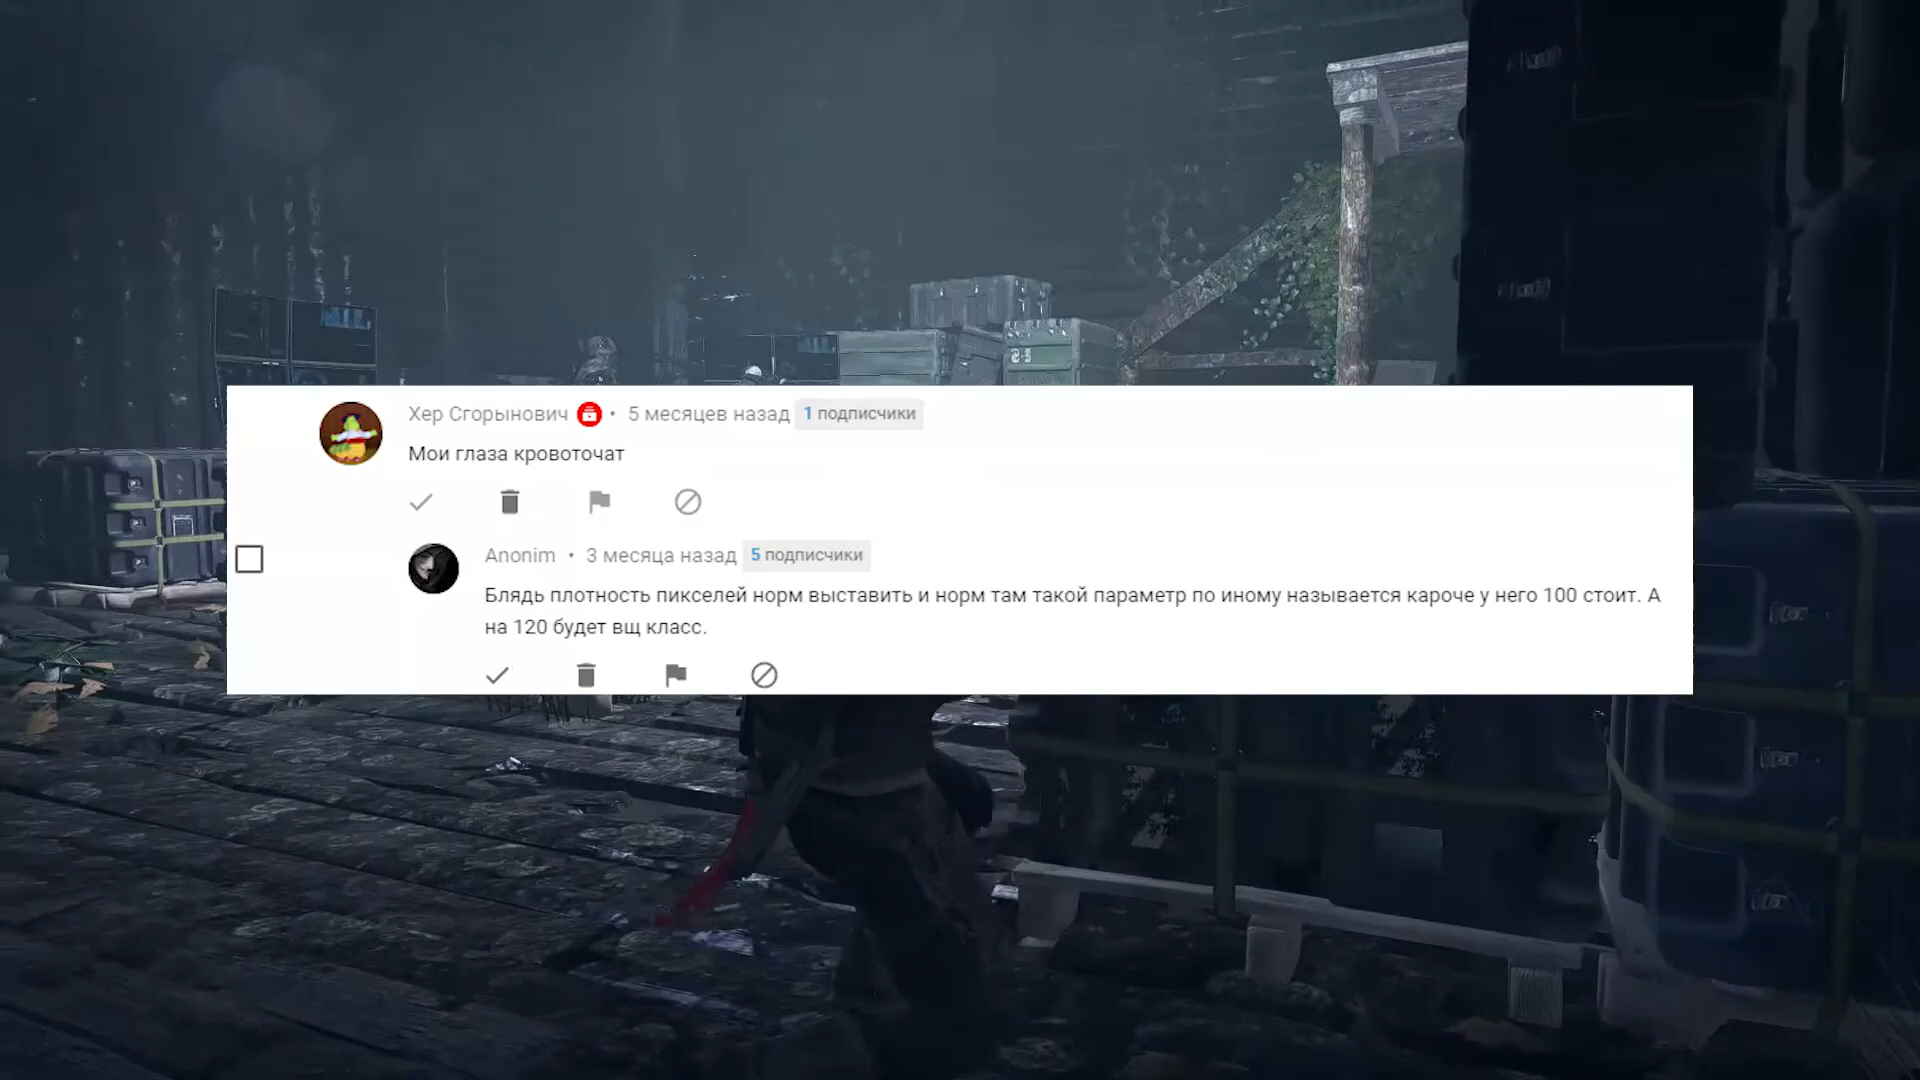 Хер Сгорынович • 5 месяцев назад 1 подписчики
Мои глаза кровоточат
Anonim • 3 месяца назад 5 подписчики
Блядь плотность пикселей норм выставить и норм там такой параметр по иному называется кароче у него 100 стоит. А
на 120 будет вщ класс.